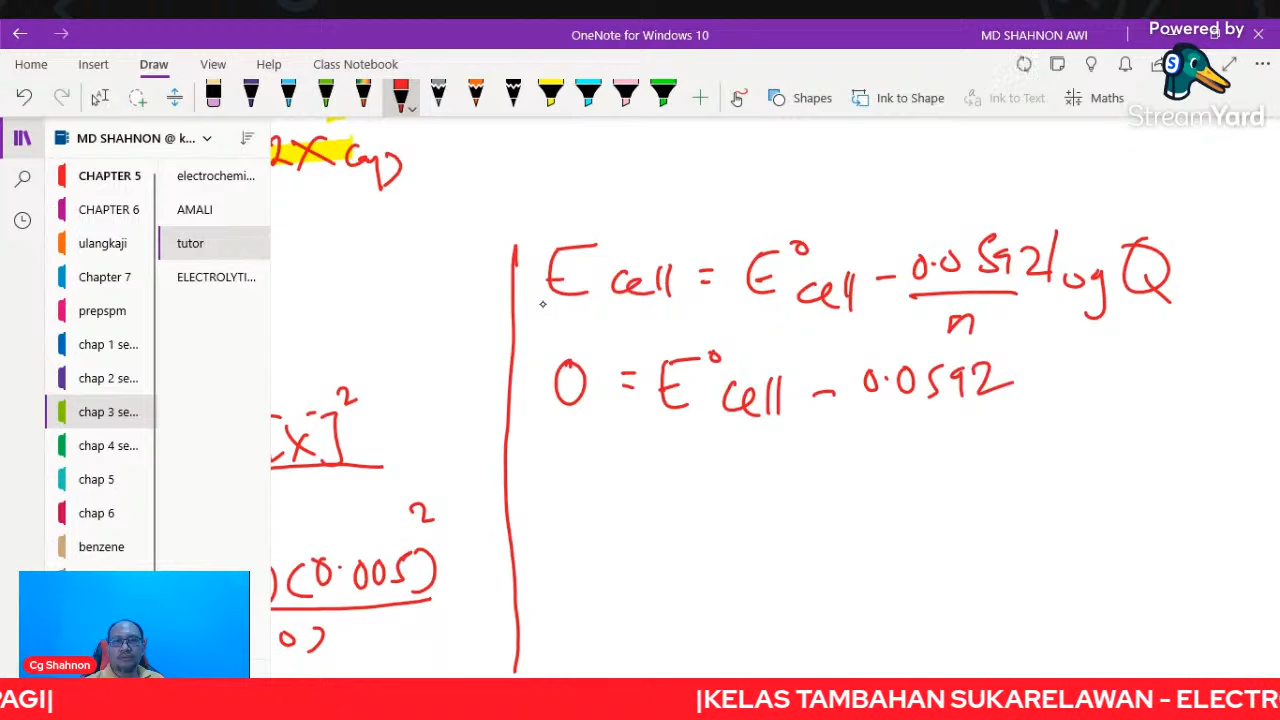 Powered by
StreamYard
OneNote for Windows 10
MD SHAHNON AWI
Home Insert Draw View Help Class Notebook
Shapes Ink to Shape Ink to Text Maths
MD SHAHNON @ k...
CHAPTER 5
CHAPTER 6
ulangkaji
Chapter 7
prepspm
chap 1 se...
chap 2 se...
chap 3 se...
chap 4 se...
chap 5
chap 6
benzene
electrochemi...
AMALI
tutor
ELECTROLYTI...
2X
[X⁻]²
)(0.005)²
E cell = E° cell - 0.0592/n log Q
0 = E° cell - 0.0592
Cg Shahnon
PAGI| |KELAS TAMBAHAN SUKARELAWAN - ELECTR